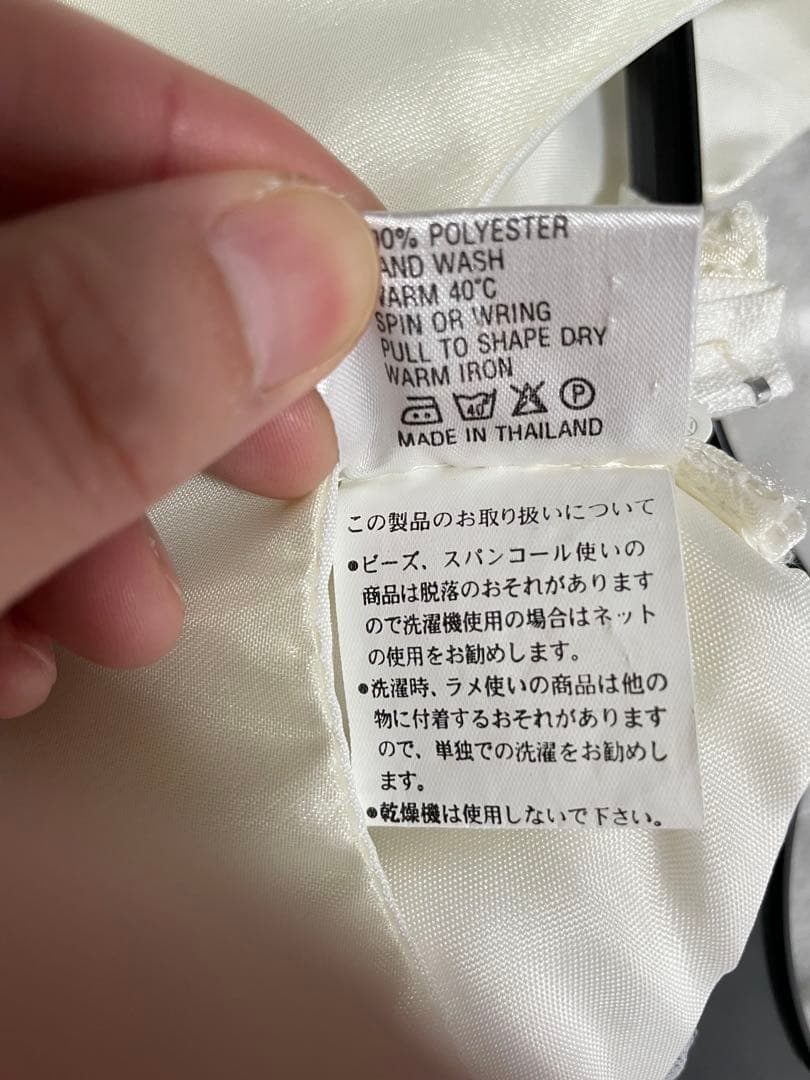 00% POLYESTER
AND WASH
ARM 40°C
SPIN OR WRING
PULL TO SHAPE DRY
WARM IRON
40 P
MADE IN THAILAND
この製品のお取り扱いについて
●ビーズ、スパンコール使いの
商品は脱落のおそれがあります
ので洗濯機使用の場合はネット
の使用をお勧めします。
●洗濯時、ラメ使いの商品は他の
物に付着するおそれがあります
ので、単独での洗濯をお勧めし
ます。
●乾燥機は使用しないで下さい。